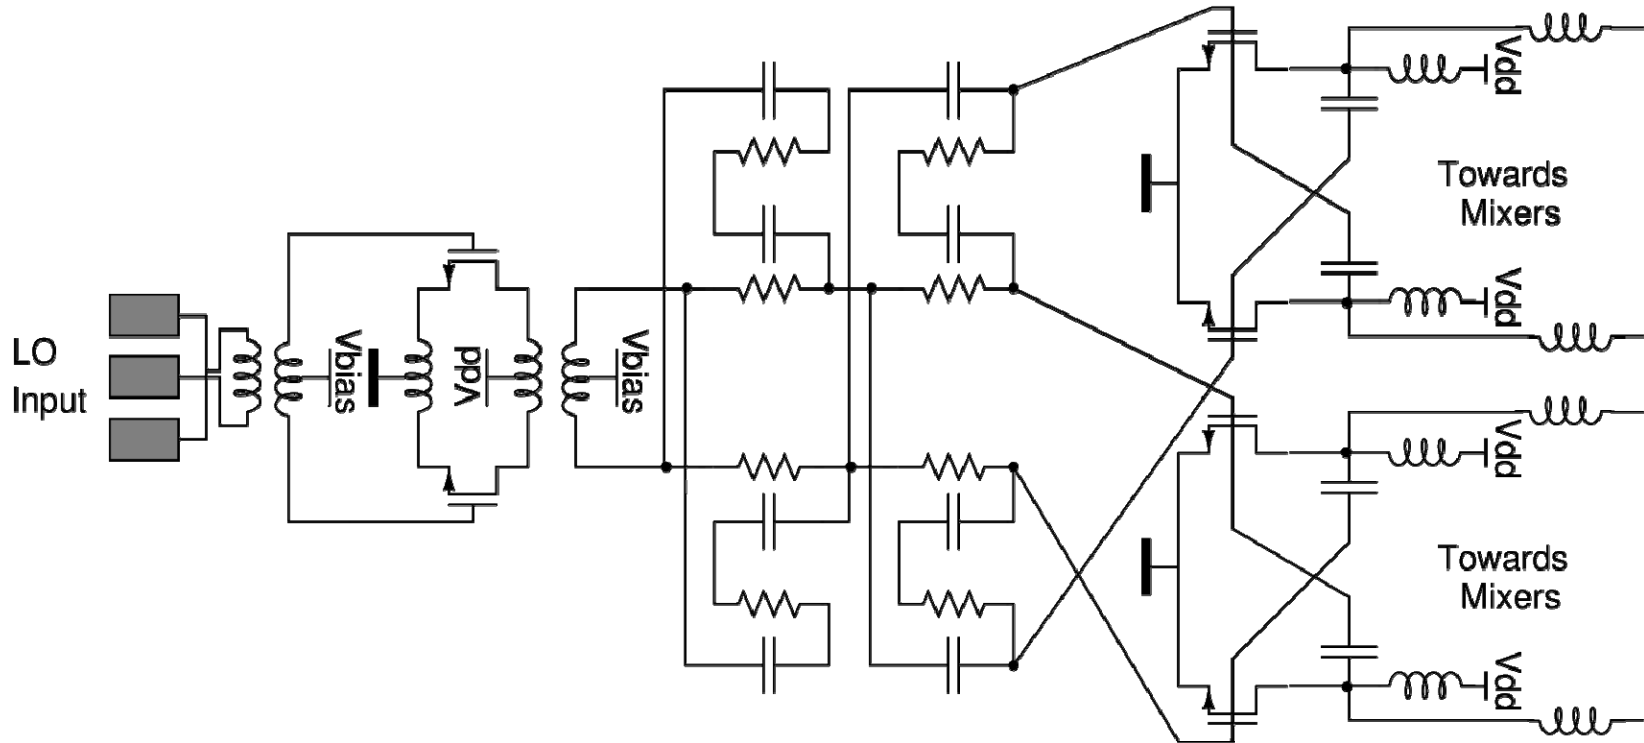 LO
Input
Vbias
Vdd
Vbias
Vdd
Towards
Mixers
Vdd
Vdd
Towards
Mixers
Vdd